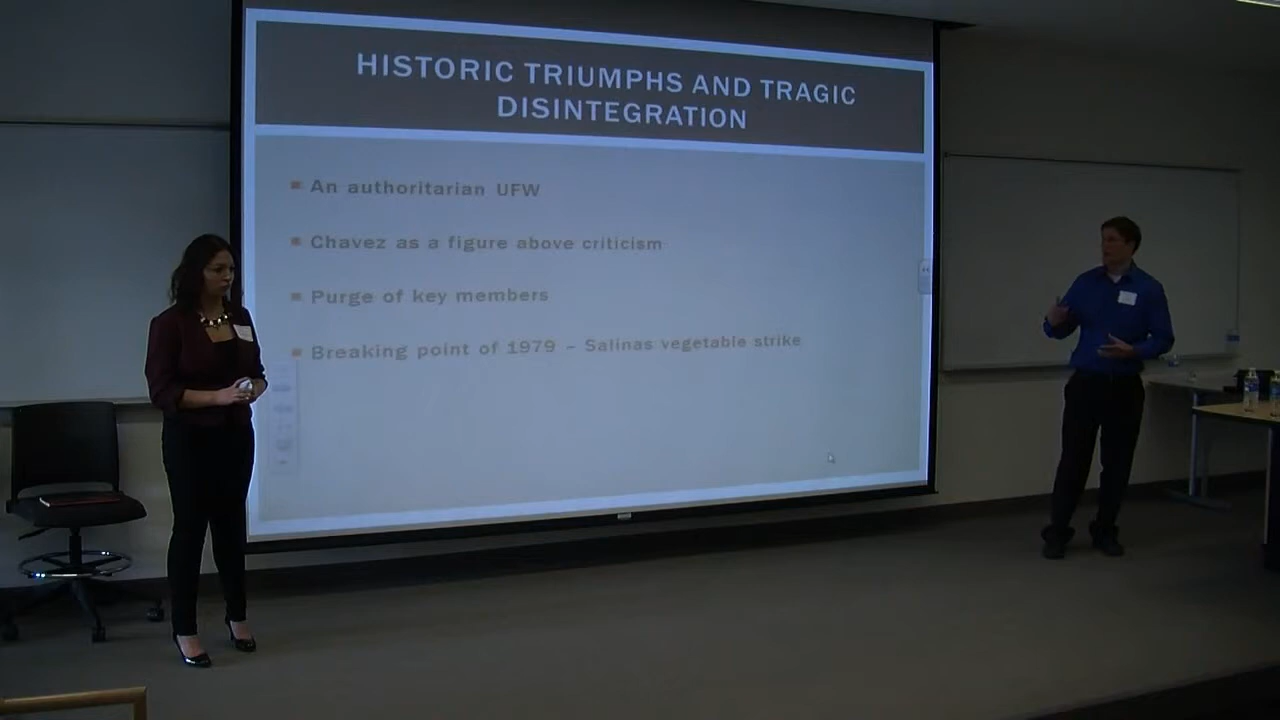 HISTORIC TRIUMPHS AND TRAGIC
DISINTEGRATION
An authoritarian UFW
Chavez as a figure above criticism
Purge of key members
Breaking point of 1979 – Salinas vegetable strike